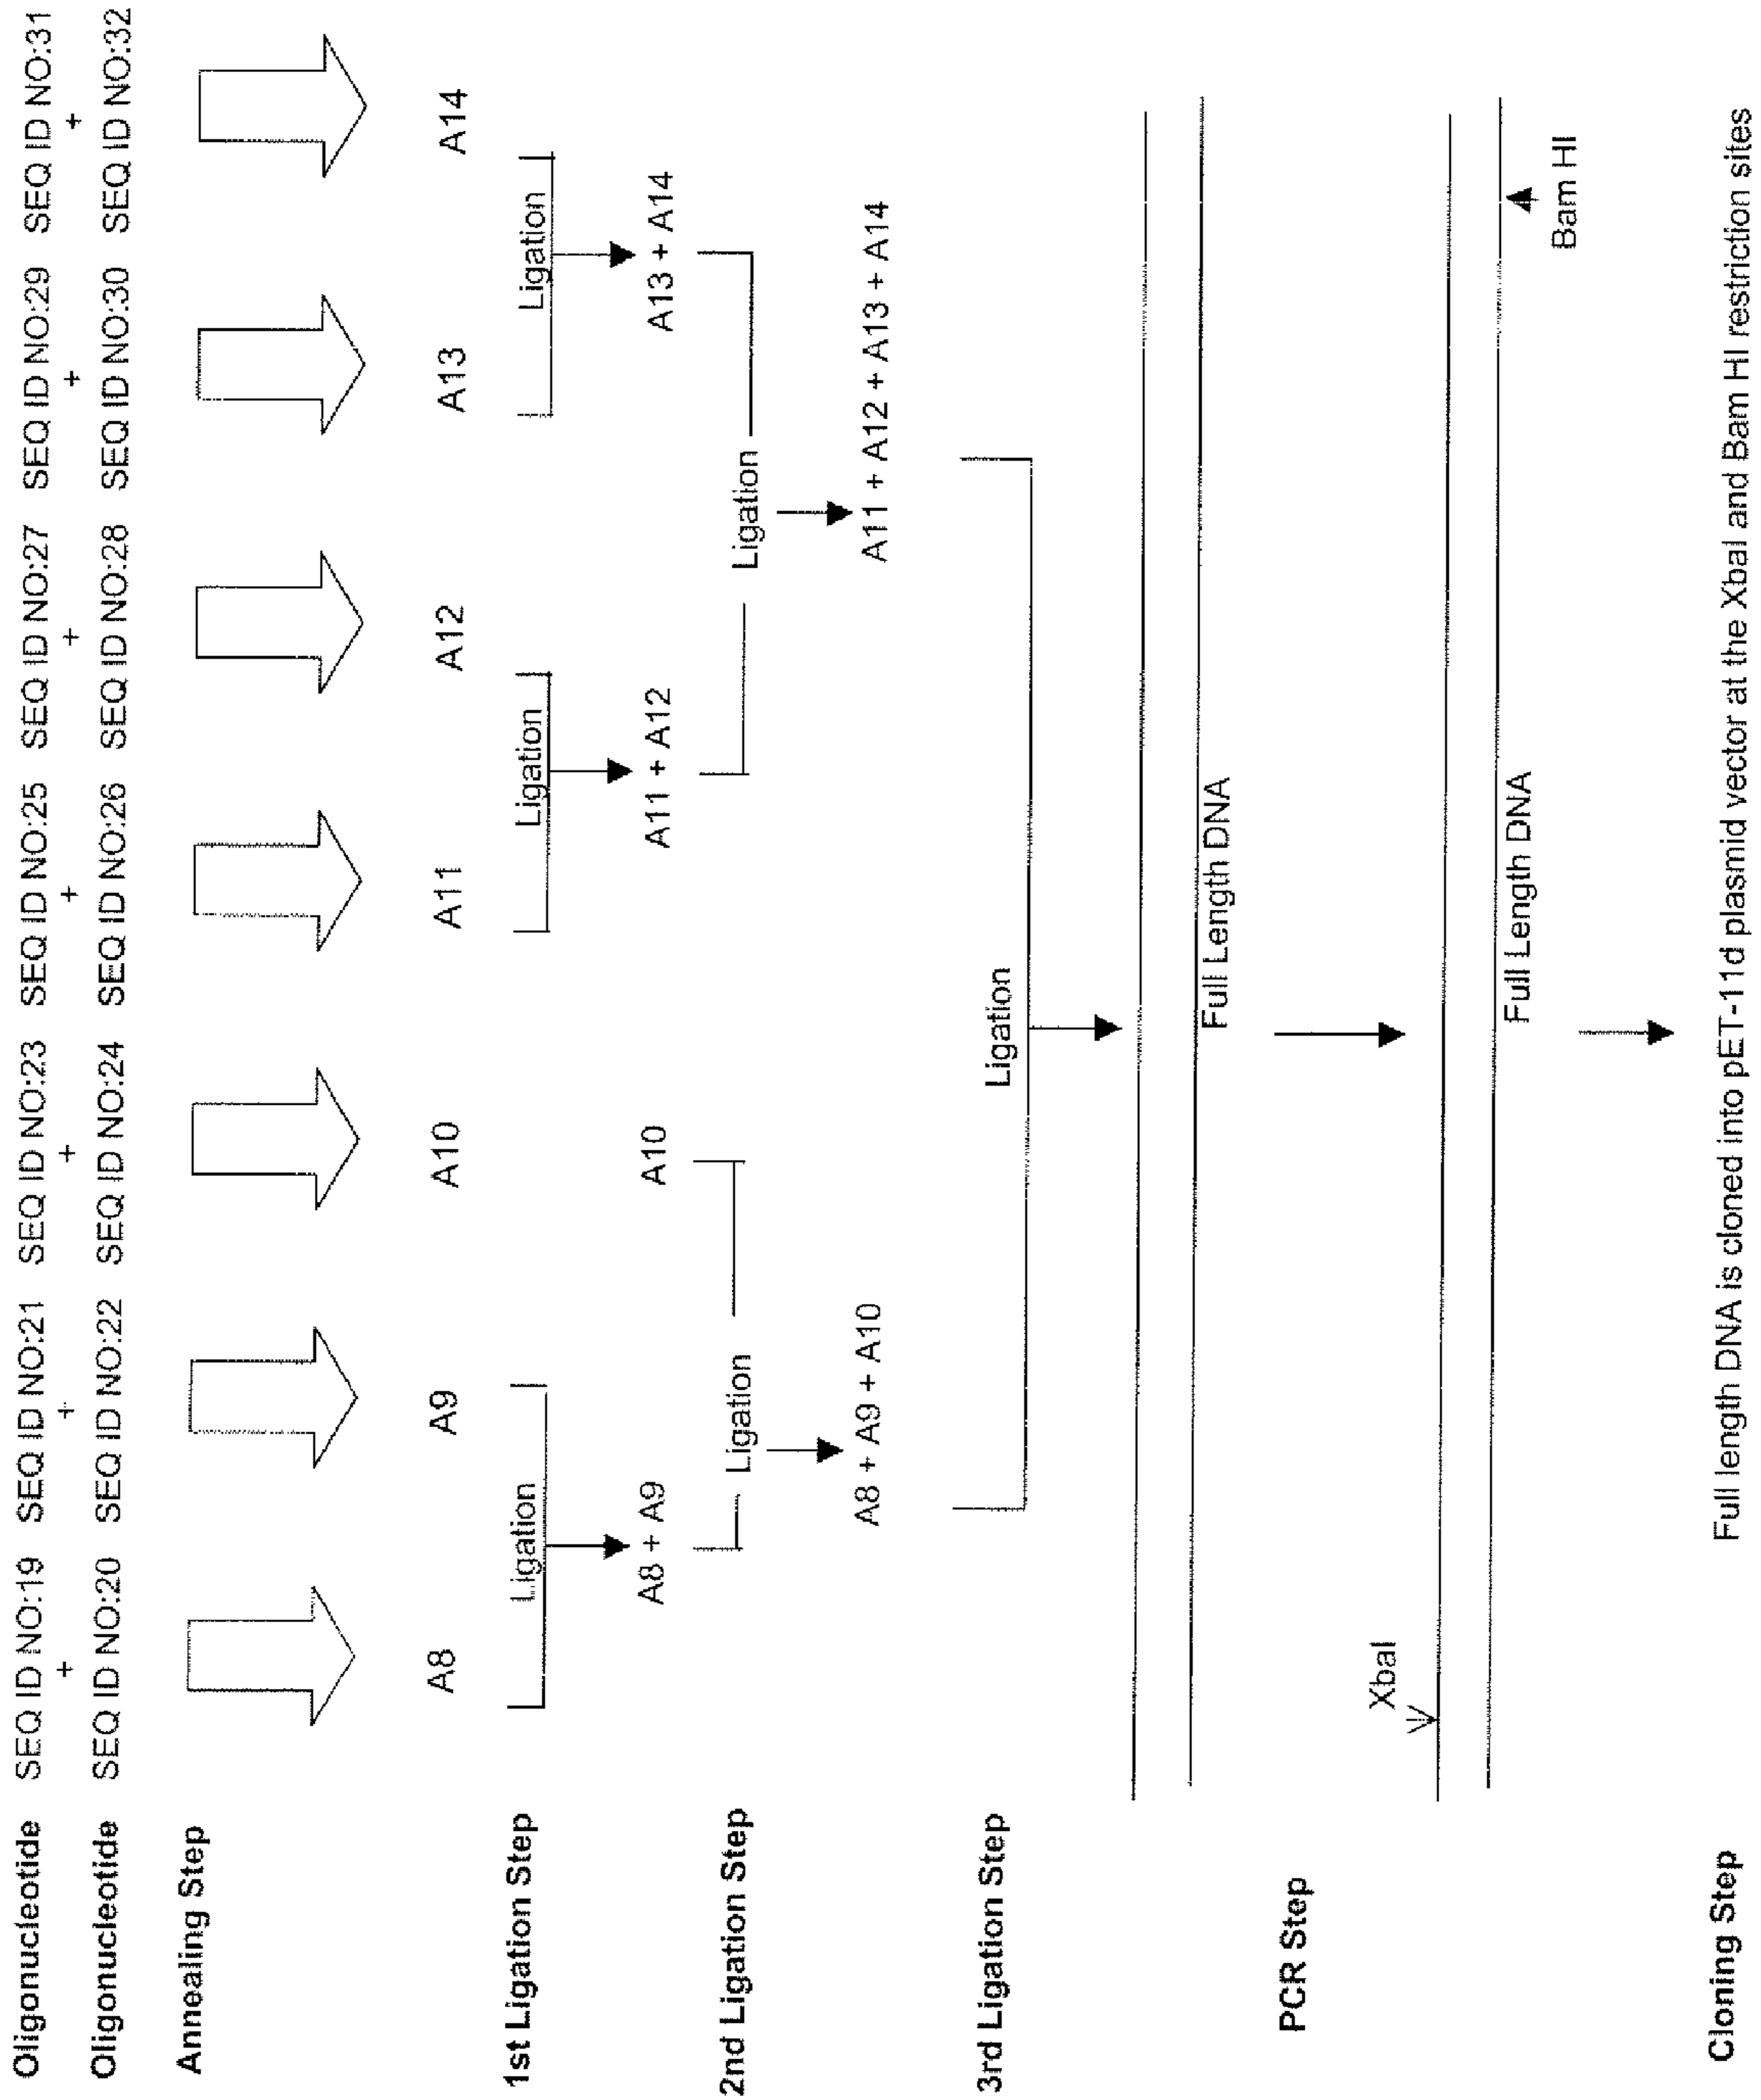 Oligonucleotide SEQ ID NO:19 SEQ ID NO:21 SEQ ID NO:23 SEQ ID NO:25 SEQ ID NO:27 SEQ ID NO:29 SEQ ID NO:31
+ + + + + + +
Oligonucleotide SEQ ID NO:20 SEQ ID NO:22 SEQ ID NO:24 SEQ ID NO:26 SEQ ID NO:28 SEQ ID NO:30 SEQ ID NO:32
Annealing Step
A8 A9 A10 A11 A12 A13 A14
1st Ligation Step Ligation Ligation Ligation
A8 + A9 A10 A11 + A12 A13 + A14
2nd Ligation Step Ligation Ligation
A8 + A9 + A10 A11 + A12 + A13 + A14
3rd Ligation Step Ligation
Full Length DNA
PCR Step
XbaI
Full Length DNA
Bam HI
Cloning Step Full length DNA is cloned into pET-11d plasmid vector at the XbaI and Bam HI restriction sites